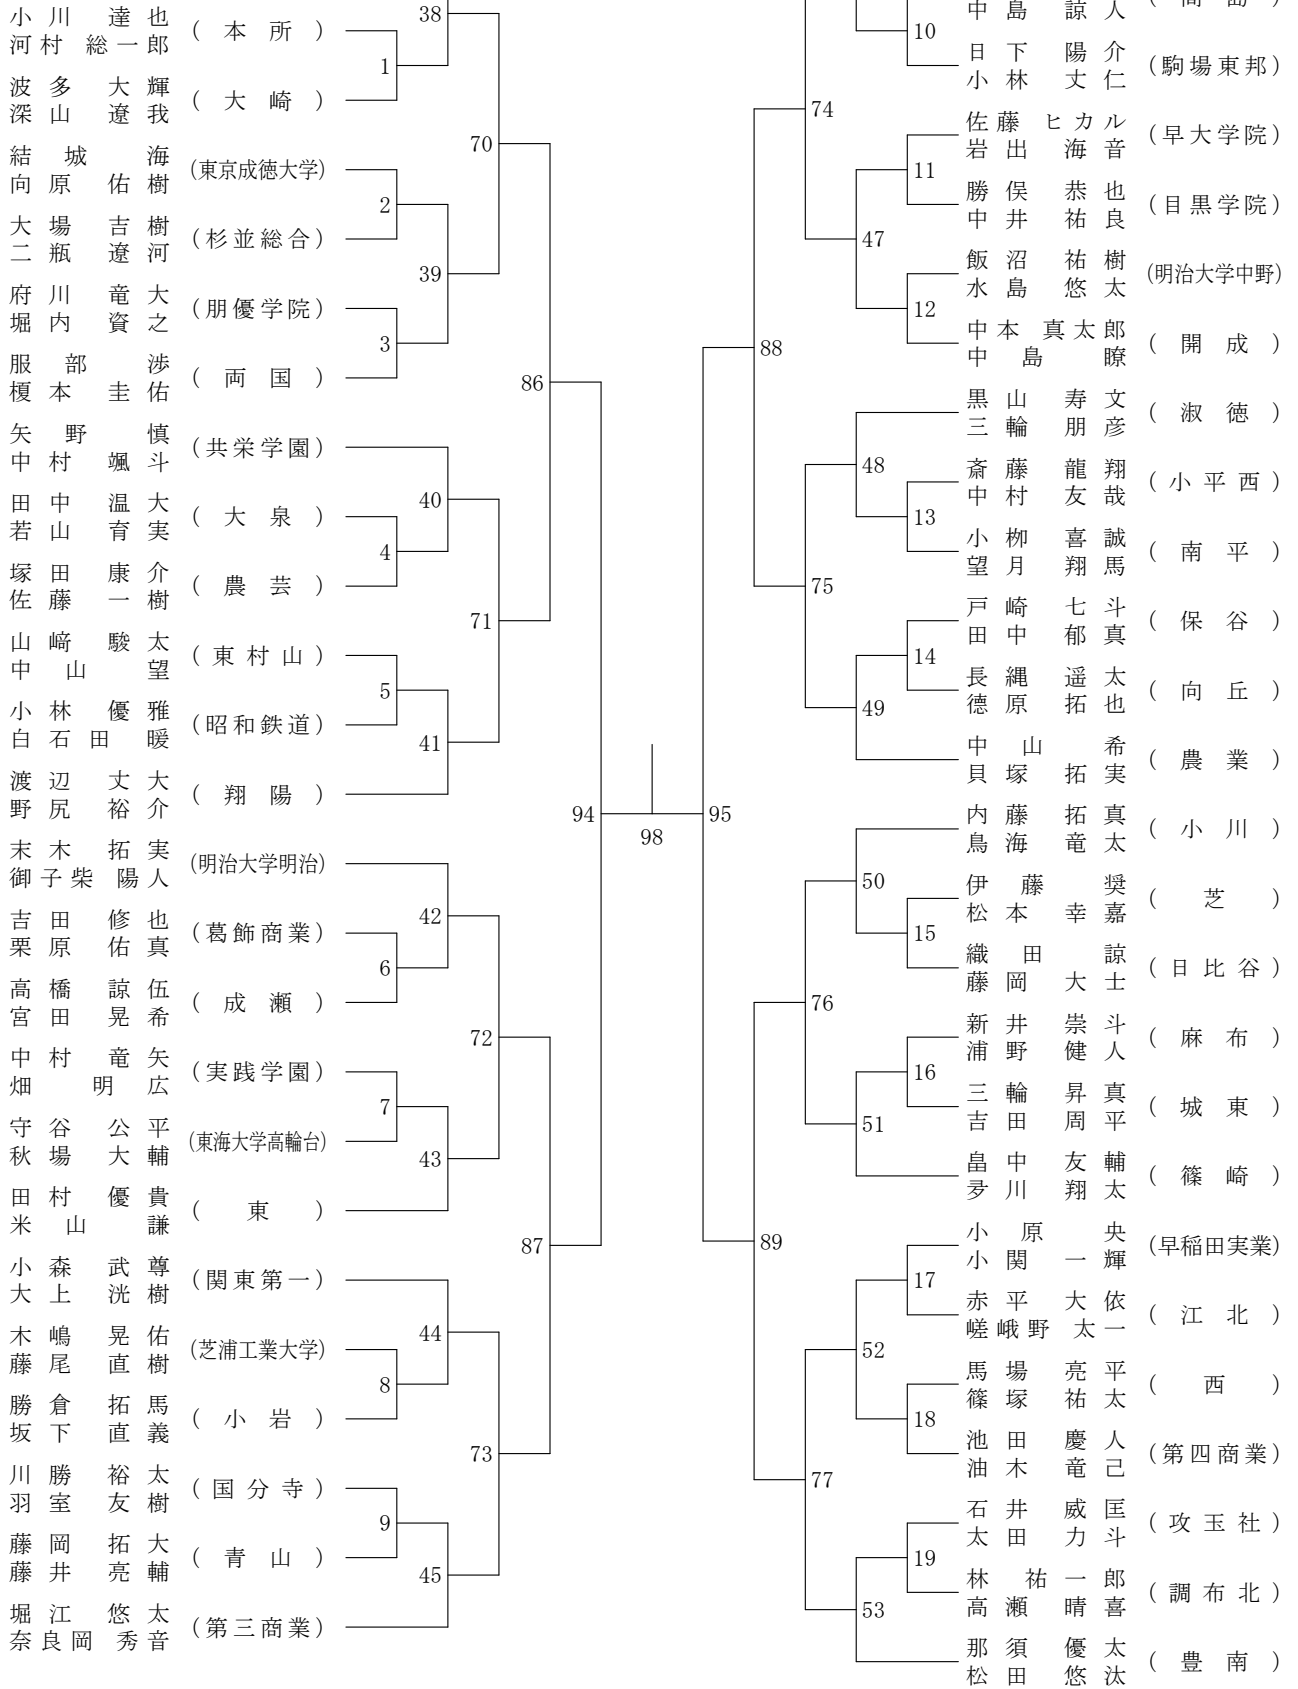 小川 達也
河村 総一郎
(本所)
波多 大輝
深山 遼我
(大崎)
結城 海
向原 佑樹
(東京成徳大学)
大場 吉樹
二瓶 遼河
(杉並総合)
府川 竜大
堀内 資之
(朋優学院)
服部 渉
榎本 圭佑
(両国)
矢野 慎
中村 颯斗
(共栄学園)
田中 温大
若山 育実
(大泉)
塚田 康介
佐藤 一樹
(農芸)
山﨑 駿太
中山 望
(東村山)
小林 優雅
白石田 暖
(昭和鉄道)
渡辺 丈大
野尻 裕介
(翔陽)
末木 拓実
御子柴 陽人
(明治大学明治)
吉田 修也
栗原 佑真
(葛飾商業)
高橋 諒伍
宮田 晃希
(成瀬)
中村 竜矢
畑 明広
(実践学園)
守谷 公平
秋場 大輔
(東海大学高輪台)
田村 優貴
米山 謙
(東)
小森 武尊
大上 洸樹
(関東第一)
木嶋 晃佑
藤尾 直樹
(芝浦工業大学)
勝倉 拓馬
坂下 直義
(小岩)
川勝 裕太
羽室 友樹
(国分寺)
藤岡 拓大
藤井 亮輔
(青山)
堀江 悠太
奈良岡 秀音
(第三商業)
38
1
70
2
39
3
86
40
4
71
5
41
94
42
6
72
7
43
87
44
8
73
9
45
98
95
10
74
11
47
12
88
48
13
75
14
49
50
15
76
16
51
89
17
52
18
77
19
53
中島 諒人
日下 陽介
小林 丈仁
(駒場東邦)
佐藤 ヒカル
岩出 海音
(早大学院)
勝俣 恭也
中井 祐良
(目黒学院)
飯沼 祐樹
水島 悠太
(明治大学中野)
中本 真太郎
中島 瞭
(開成)
黒山 寿文
三輪 朋彦
(淑徳)
斎藤 龍翔
中村 友哉
(小平西)
小栁 喜誠
望月 翔馬
(南平)
戸崎 七斗
田中 郁真
(保谷)
長縄 遥太
德原 拓也
(向丘)
中山 希
貝塚 拓実
(農業)
内藤 拓真
鳥海 竜太
(小川)
伊藤 奨
松本 幸嘉
(芝)
織田 諒
藤岡 大士
(日比谷)
新井 崇斗
浦野 健人
(麻布)
三輪 昇真
吉田 周平
(城東)
畠中 友輔
夛川 翔太
(篠崎)
小原 央
小関 一輝
(早稲田実業)
赤平 大依
嵯峨野 太一
(江北)
馬場 亮平
篠塚 祐太
(西)
池田 慶人
油木 竜己
(第四商業)
石井 威匡
太田 力斗
(攻玉社)
林 祐一郎
高瀬 晴喜
(調布北)
那須 優太
松田 悠汰
(豊南)